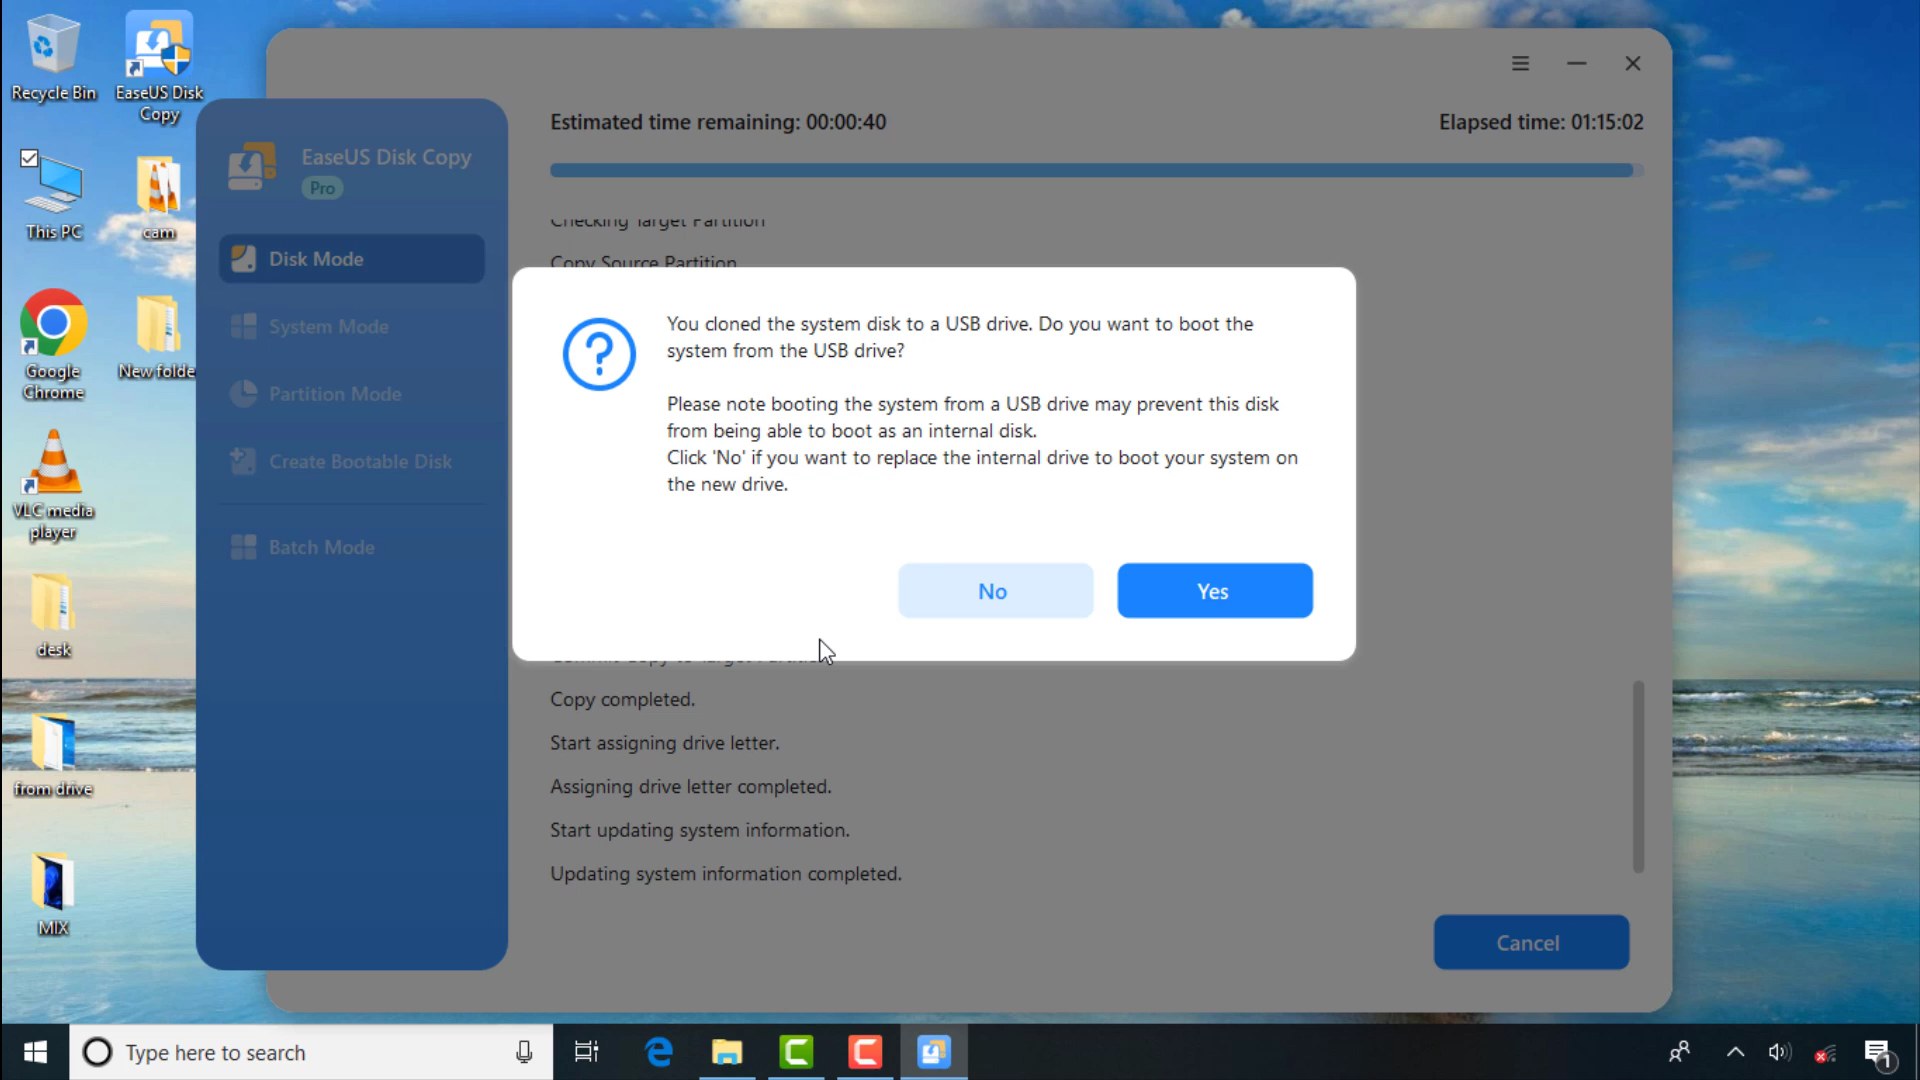 Recycle Bin
EaseUS Disk
Copy
This PC
cam
Google
Chrome
New folde
VLC media
player
desk
from drive
MIX
EaseUS Disk Copy
Pro
Disk Mode
System Mode
Partition Mode
Create Bootable Disk
Batch Mode
Estimated time remaining: 00:00:40
Elapsed time: 01:15:02
Checking Target Partition
Copy Source Partition
You cloned the system disk to a USB drive. Do you want to boot the
system from the USB drive?
Please note booting the system from a USB drive may prevent this disk
from being able to boot as an internal disk.
Click 'No' if you want to replace the internal drive to boot your system on
the new drive.
No
Yes
Copy completed.
Start assigning drive letter.
Assigning drive letter completed.
Start updating system information.
Updating system information completed.
Cancel
Type here to search
1